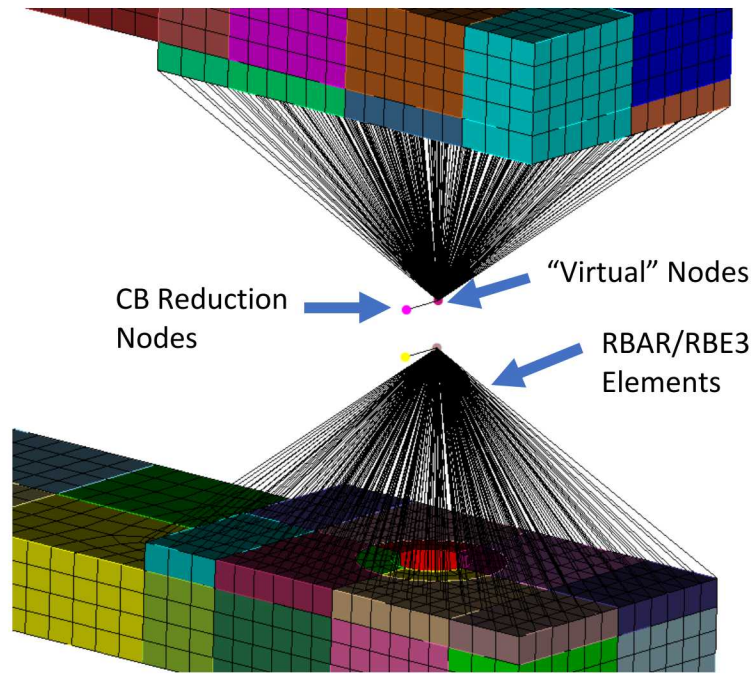 “Virtual” Nodes
CB Reduction
Nodes
RBAR/RBE3
Elements